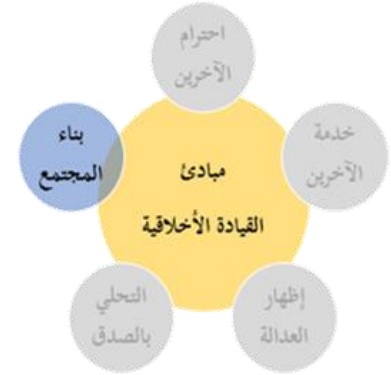 احترام
الآخرين
خدمة
الآخرين
إظهار
العدالة
التحلي
بالصدق
بناء
المجتمع
مبادئ
القيادة الأخلاقية